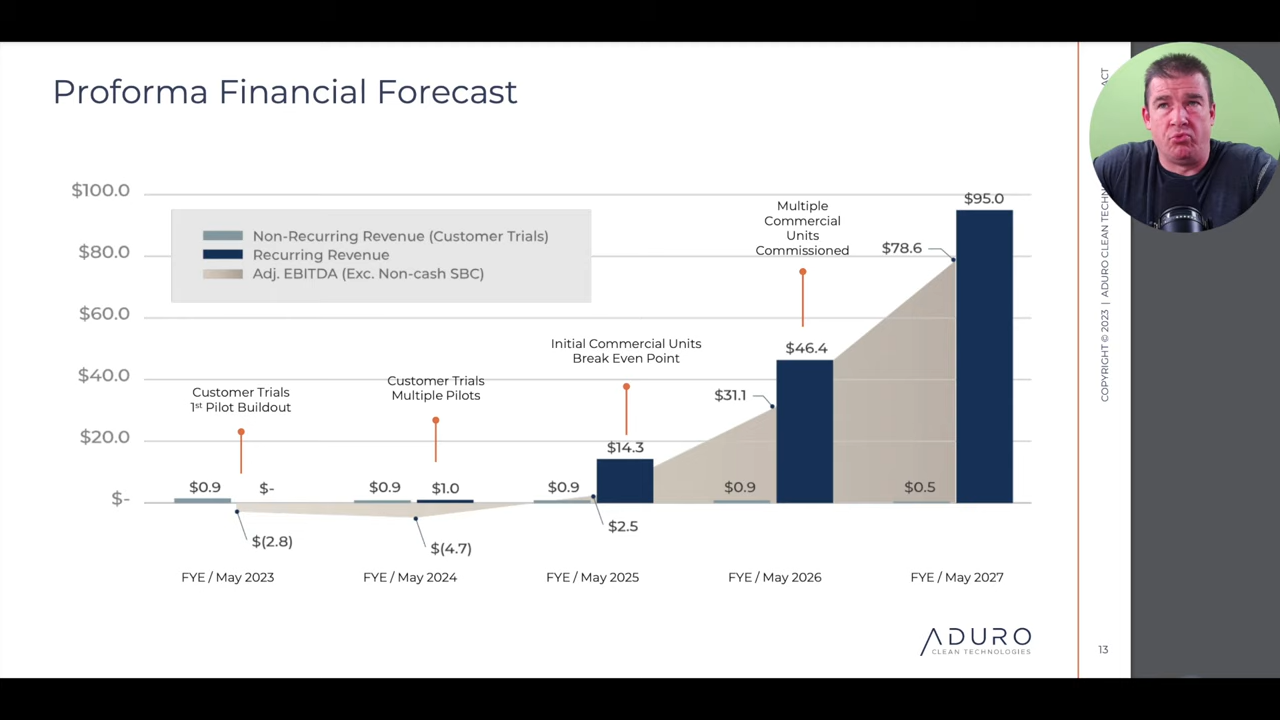 Proforma Financial Forecast
$100.0
$80.0
$60.0
$40.0
$20.0
$-
Non-Recurring Revenue (Customer Trials)
Recurring Revenue
Adj. EBITDA (Exc. Non-cash SBC)
Customer Trials
1st Pilot Buildout
Customer Trials
Multiple Pilots
Initial Commercial Units
Break Even Point
Multiple
Commercial
Units
Commissioned
$0.9
$-
$(2.8)
$0.9
$1.0
$(4.7)
$0.9
$14.3
$2.5
$0.9
$31.1
$46.4
$0.5
$78.6
$95.0
FYE / May 2023
FYE / May 2024
FYE / May 2025
FYE / May 2026
FYE / May 2027
ADURO
CLEAN TECHNOLOGIES
COPYRIGHT © 2023 | ADURO CLEAN
13